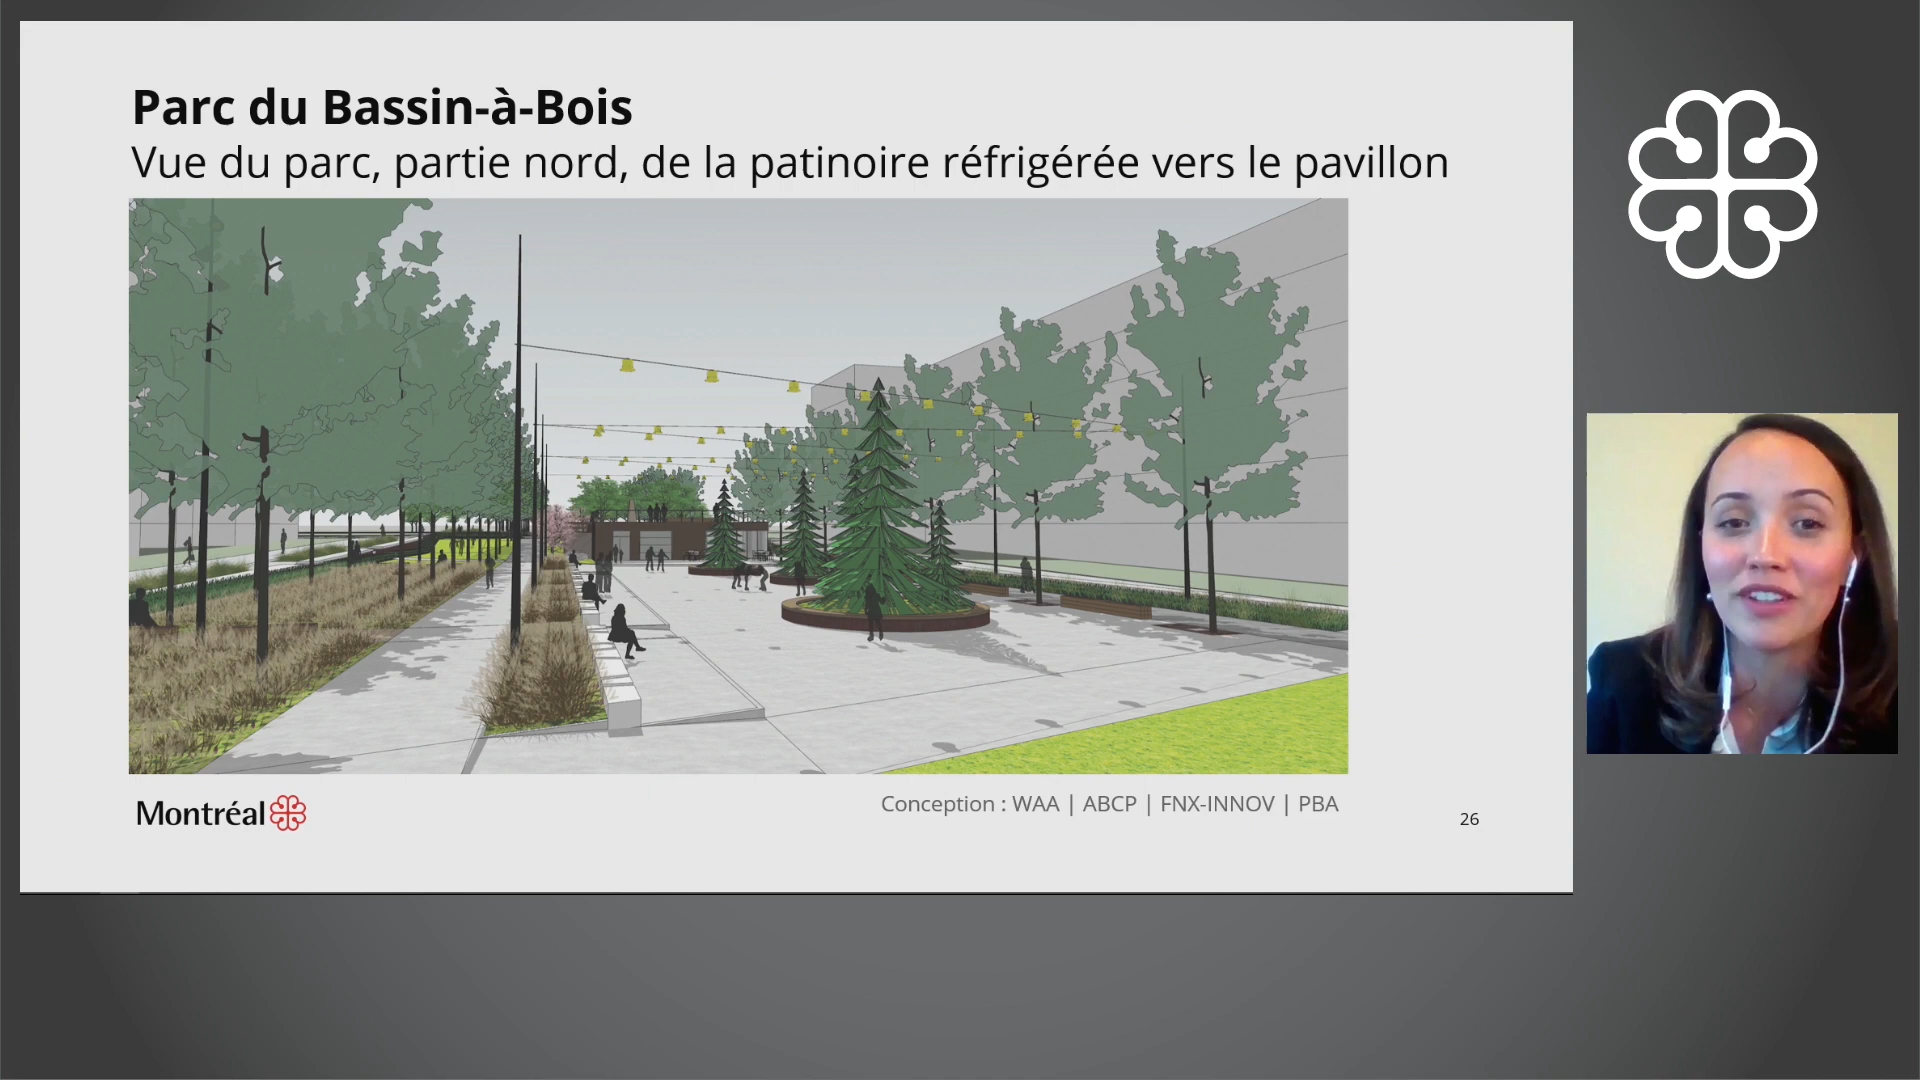 Parc du Bassin-à-Bois
Vue du parc, partie nord, de la patinoire réfrigérée vers le pavillon
Montréal
Conception : WAA | ABCP | FNX-INNOV | PBA
26